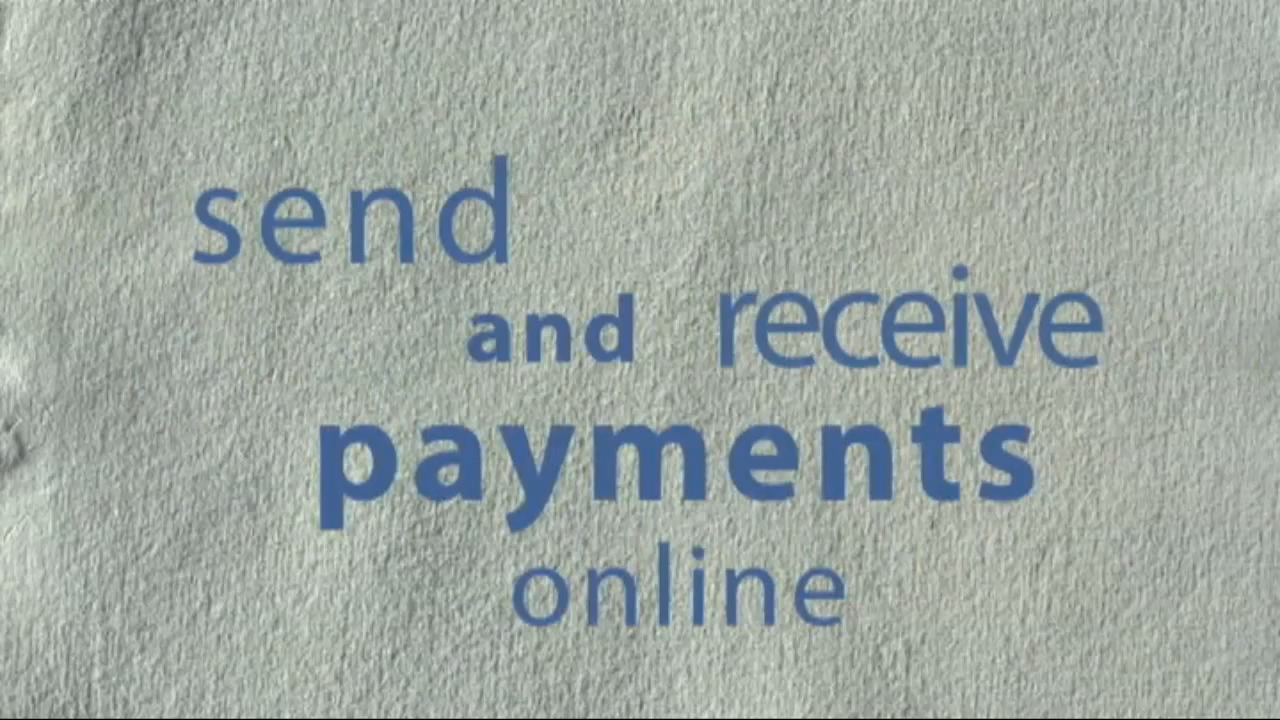 send
and receive
payments
online